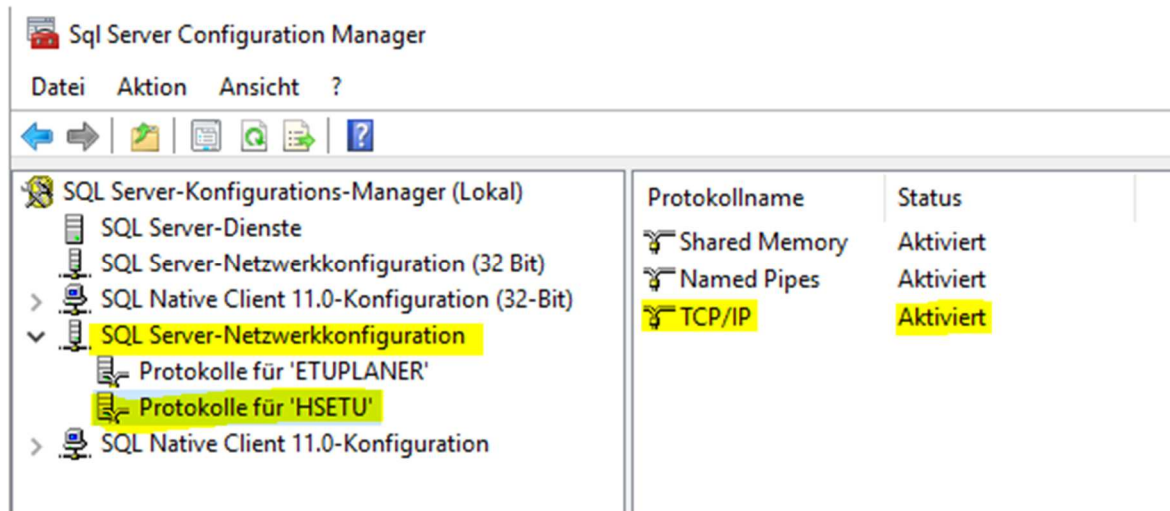 Sql Server Configuration Manager
Datei Aktion Ansicht ?
SQL Server-Konfigurations-Manager (Lokal)
SQL Server-Dienste
SQL Server-Netzwerkkonfiguration (32 Bit)
SQL Native Client 11.0-Konfiguration (32-Bit)
SQL Server-Netzwerkkonfiguration
Protokolle für 'ETUPLANER'
Protokolle für 'HSETU'
SQL Native Client 11.0-Konfiguration
Protokollname Status
Shared Memory Aktiviert
Named Pipes Aktiviert
TCP/IP Aktiviert